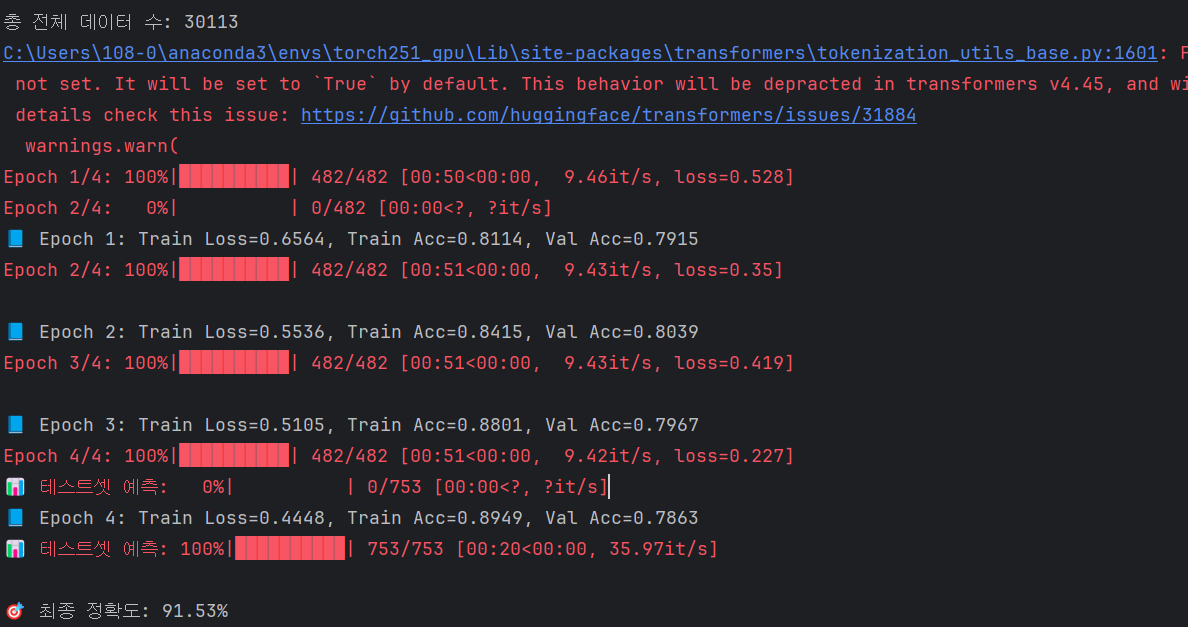 총 전체 데이터 수: 30113
C:\Users\108-0\anaconda3\envs\torch251_gpu\Lib\site-packages\transformers\tokenization_utils_base.py:1601: F
not set. It will be set to `True` by default. This behavior will be depracted in transformers v4.45, and wi
details check this issue: https://github.com/huggingface/transformers/issues/31884
warnings.warn(
Epoch 1/4: 100%|██████████| 482/482 [00:50<00:00,  9.46it/s, loss=0.528]
Epoch 2/4:   0%|          | 0/482 [00:00<?, ?it/s]
📘 Epoch 1: Train Loss=0.6564, Train Acc=0.8114, Val Acc=0.7915
Epoch 2/4: 100%|██████████| 482/482 [00:51<00:00,  9.43it/s, loss=0.35]
📘 Epoch 2: Train Loss=0.5536, Train Acc=0.8415, Val Acc=0.8039
Epoch 3/4: 100%|██████████| 482/482 [00:51<00:00,  9.43it/s, loss=0.419]
📘 Epoch 3: Train Loss=0.5105, Train Acc=0.8801, Val Acc=0.7967
Epoch 4/4: 100%|██████████| 482/482 [00:51<00:00,  9.42it/s, loss=0.227]
📊 테스트셋 예측:   0%|          | 0/753 [00:00<?, ?it/s]
📘 Epoch 4: Train Loss=0.4448, Train Acc=0.8949, Val Acc=0.7863
📊 테스트셋 예측: 100%|██████████| 753/753 [00:20<00:00, 35.97it/s]
🎯 최종 정확도: 91.53%